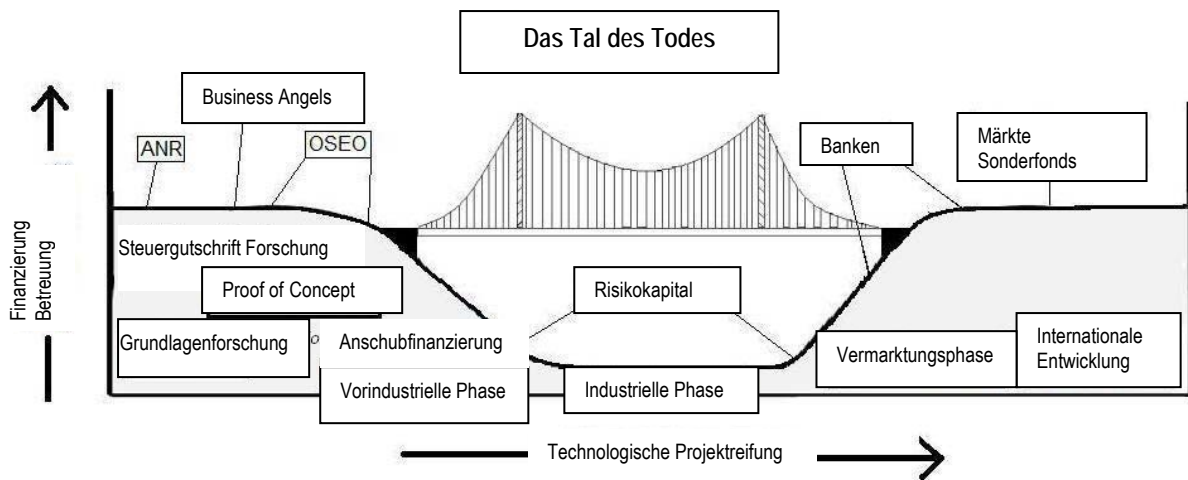 Das Tal des Todes
Business Angels
ANR
OSEO
Banken
Märkte
Sonderfonds
Finanzierung
Betreuung
Steuergutschrift Forschung
Proof of Concept
Risikokapital
Grundlagenforschung
Anschubfinanzierung
Vermarktungsphase
Internationale
Entwicklung
Vorindustrielle Phase
Industrielle Phase
Technologische Projektreifung